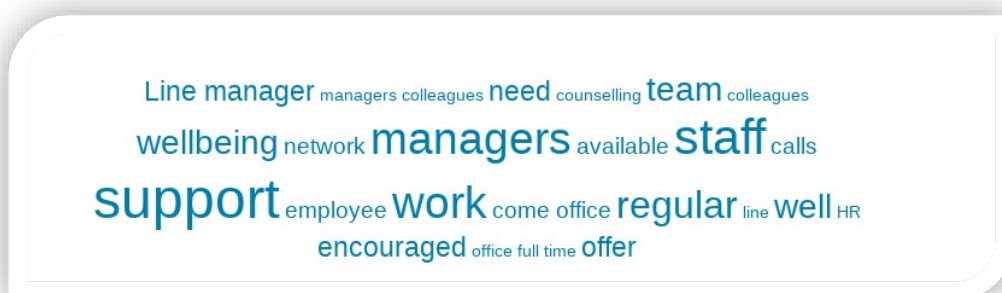 Line manager managers colleagues need counselling team colleagues
wellbeing network managers available staff calls
support employee work come office regular line well HR
encouraged office full time offer